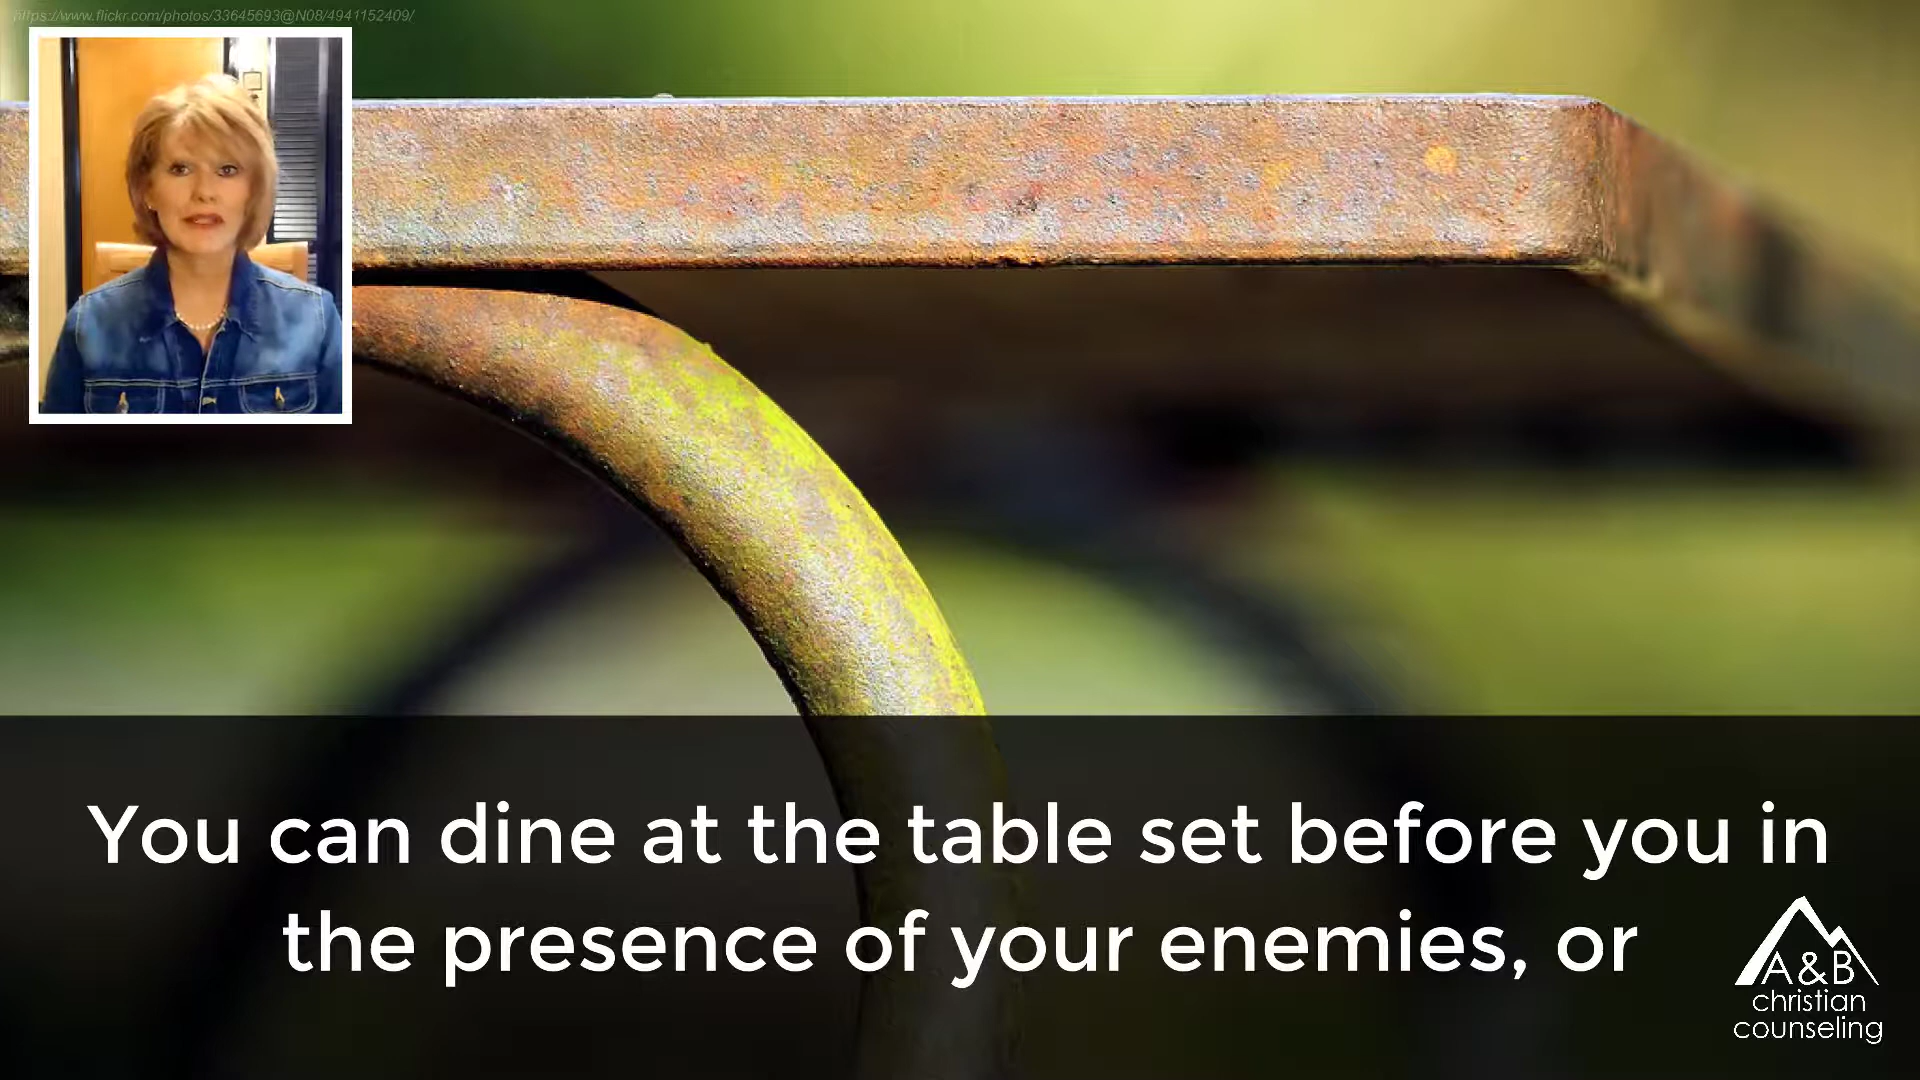 https://www.flickr.com/photos/33645693@N08/4941152409/
You can dine at the table set before you in
the presence of your enemies, or
A&B
christian
counseling